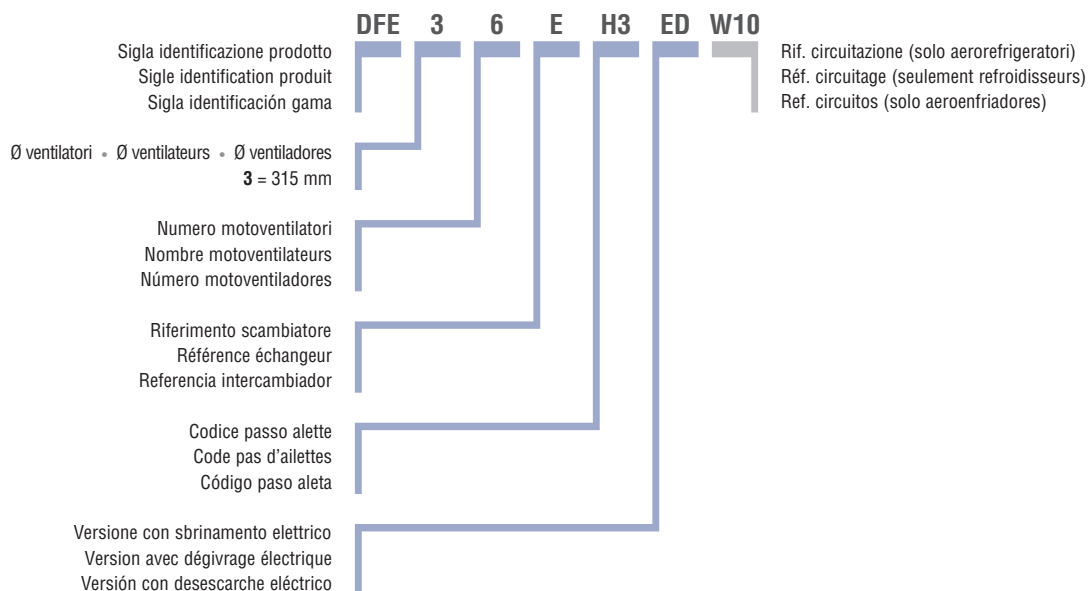 DFE 3 6 E H3 ED W10
Sigla identificazione prodotto
Sigle identification produit
Sigla identificación gama
Rif. circuitazione (solo aerorefrigeratori)
Réf. circuitage (seulement refroidisseurs)
Ref. circuitos (solo aeroenfriadores)
Ø ventilatori • Ø ventilateurs • Ø ventiladores
3 = 315 mm
Numero motoventilatori
Nombre motoventilateurs
Número motoventiladores
Riferimento scambiatore
Référence échangeur
Referencia intercambiador
Codice passo alette
Code pas d'ailettes
Código paso aleta
Versione con sbrinamento elettrico
Version avec dégivrage électrique
Versión con desescarche eléctrico